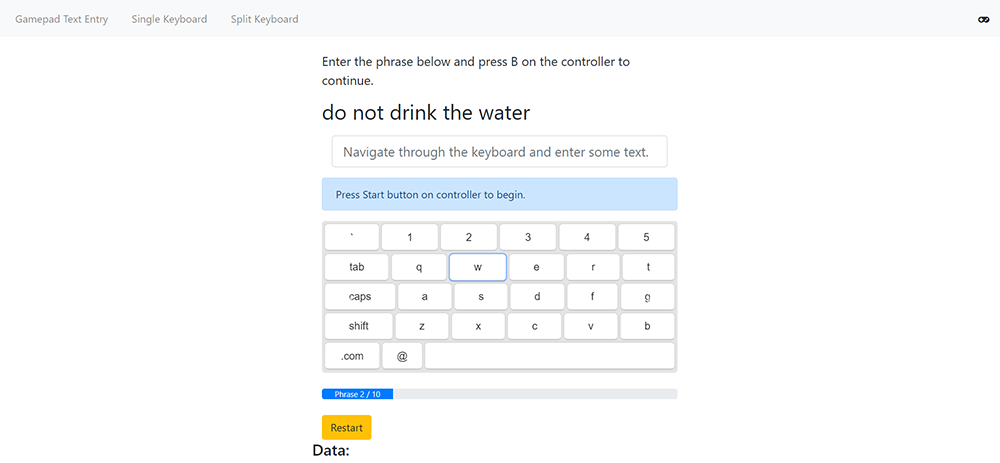 Gamepad Text Entry Single Keyboard Split Keyboard
Enter the phrase below and press B on the controller to
continue.
do not drink the water
Navigate through the keyboard and enter some text.
Press Start button on controller to begin.
` 1 2 3 4 5
tab q w e r t
caps a s d f g
shift z x c v b
.com @
Phrase 2 / 10
Restart
Data: